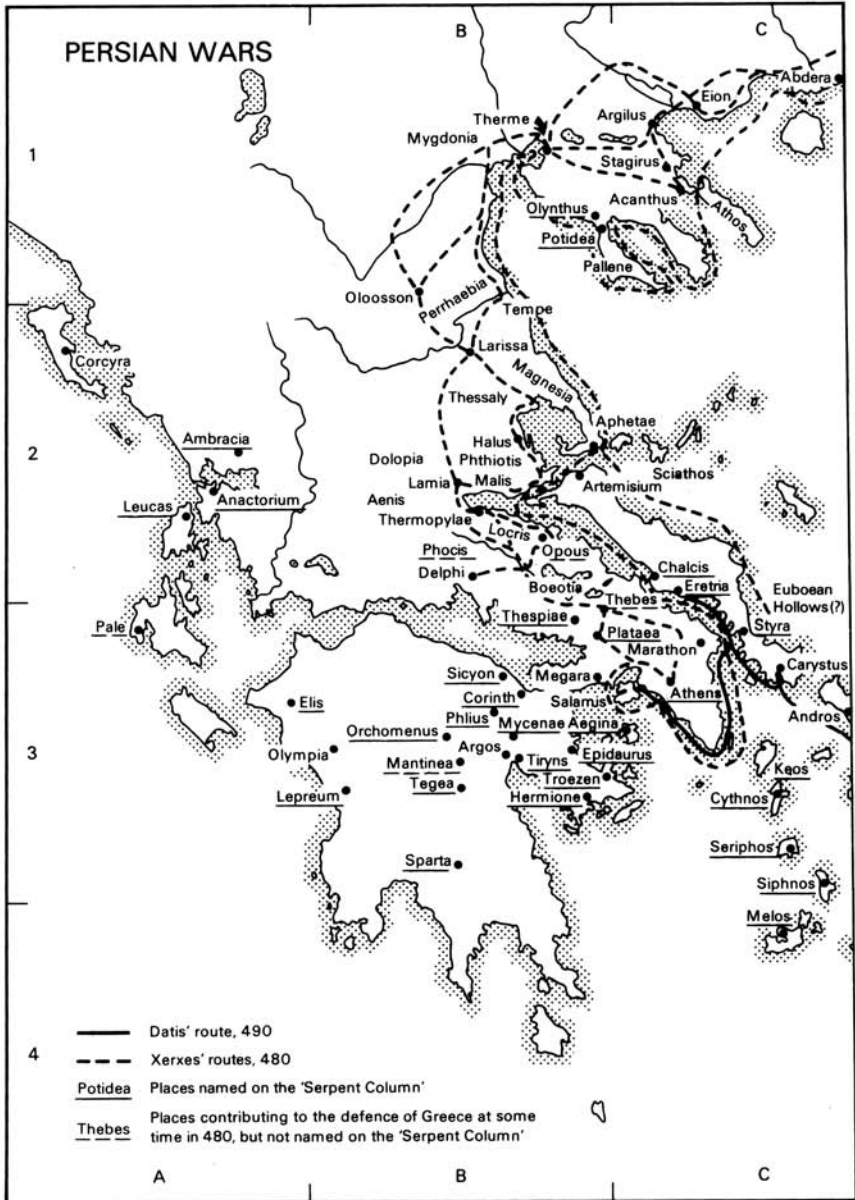 PERSIAN WARS
B
C
Abdera
Eion
Therme
Argilus
Mygdonia
1
Stagirus
Acanthus
Athos
Olynthus
Potidea
Pallene
Oloosson
Perrhaebia
Tempe
Corcyra
Larissa
Magnesia
Thessaly
Aphetae
Ambracia
Halus
2
Dolopia
Phthiotis
Sciathos
Lamia
Malis
Artemisium
Anactorium
Aenis
Leucas
Thermopylae
Locris
Phocis
Opous
Chalcis
Delphi
Eretria
Boeotia
Euboean
Thebes
Hollows(?)
Thespiae
Styra
Pale
Plataea
Marathon
Carystus
Sicyon
Megara
Athens
Elis
Corinth
Salamus
Phlius
Andros
Orchomenus
Mycenae
Aegina
Olympia
Argos
3
Mantinea
Tiryns
Epidaurus
Keos
Tegea
Troezen
Lepreum
Hermione
Cythnos
Seriphos
Sparta
Siphnos
Melos
Datis' route, 490
4
Xerxes' routes, 480
Potidea
Places named on the 'Serpent Column'
Thebes
Places contributing to the defence of Greece at some
time in 480, but not named on the 'Serpent Column'
A
B
C